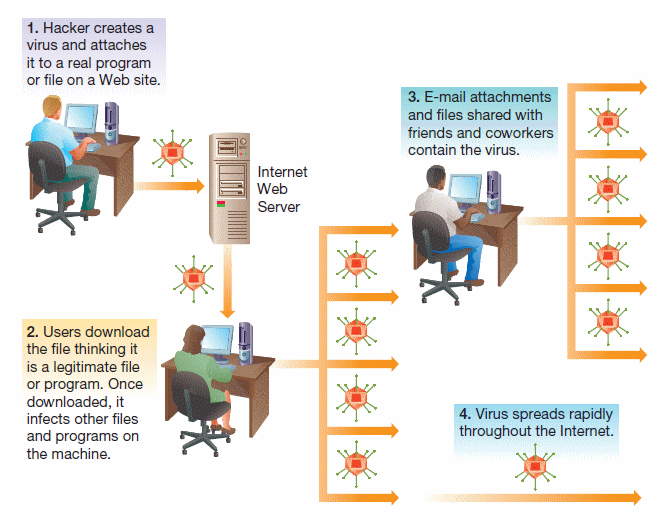 1. Hacker creates a
virus and attaches
it to a real program
or file on a Web site.
Internet
Web
Server
2. Users download
the file thinking it
is a legitimate file
or program. Once
downloaded, it
infects other files
and programs on
the machine.
3. E-mail attachments
and files shared with
friends and coworkers
contain the virus.
4. Virus spreads rapidly
throughout the Internet.